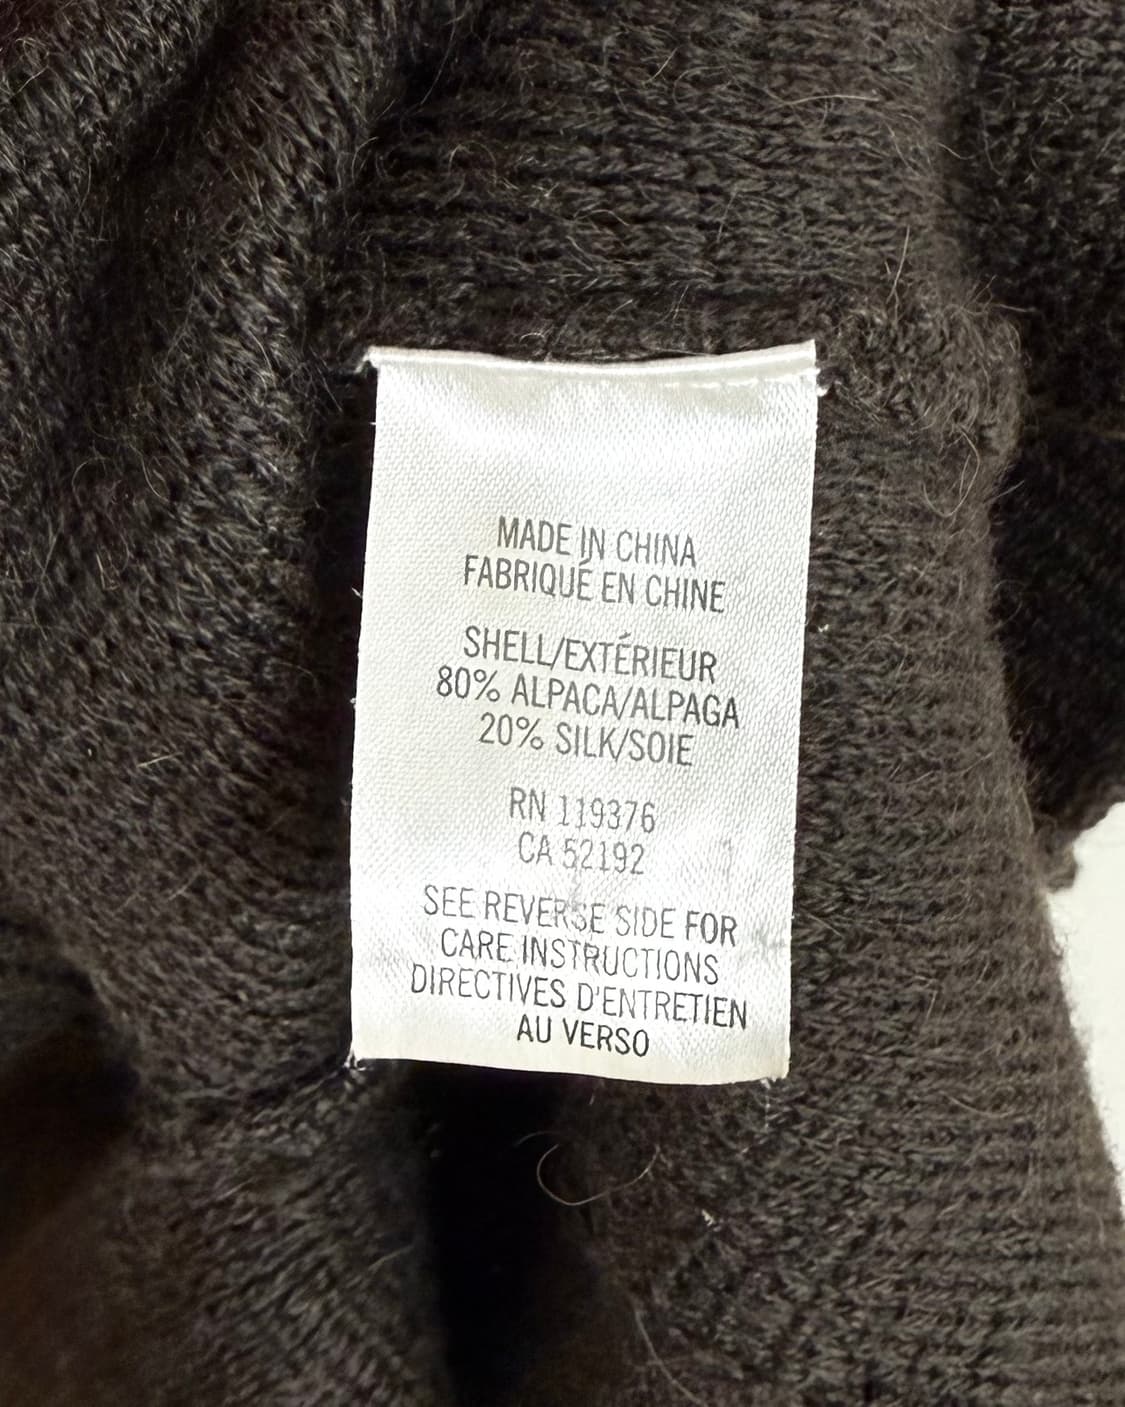 MADE IN CHINA
FABRIQUÉ EN CHINE
SHELL/EXTÉRIEUR
80% ALPACA/ALPAGA
20% SILK/SOIE
RN 119376
CA 52192
SEE REVERSE SIDE FOR
CARE INSTRUCTIONS
DIRECTIVES D'ENTRETIEN
AU VERSO